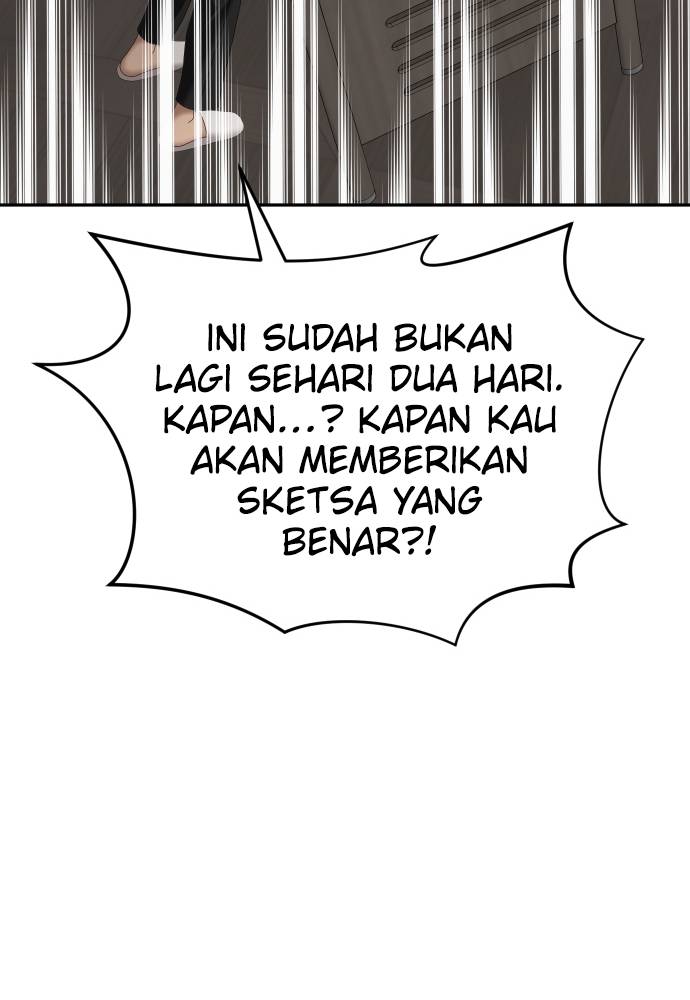 INI SUDAH BUKAN
LAGI SEHARI DUA HARI.
KAPAN...? KAPAN KAU
AKAN MEMBERIKAN
SKETSA YANG
BENAR?!